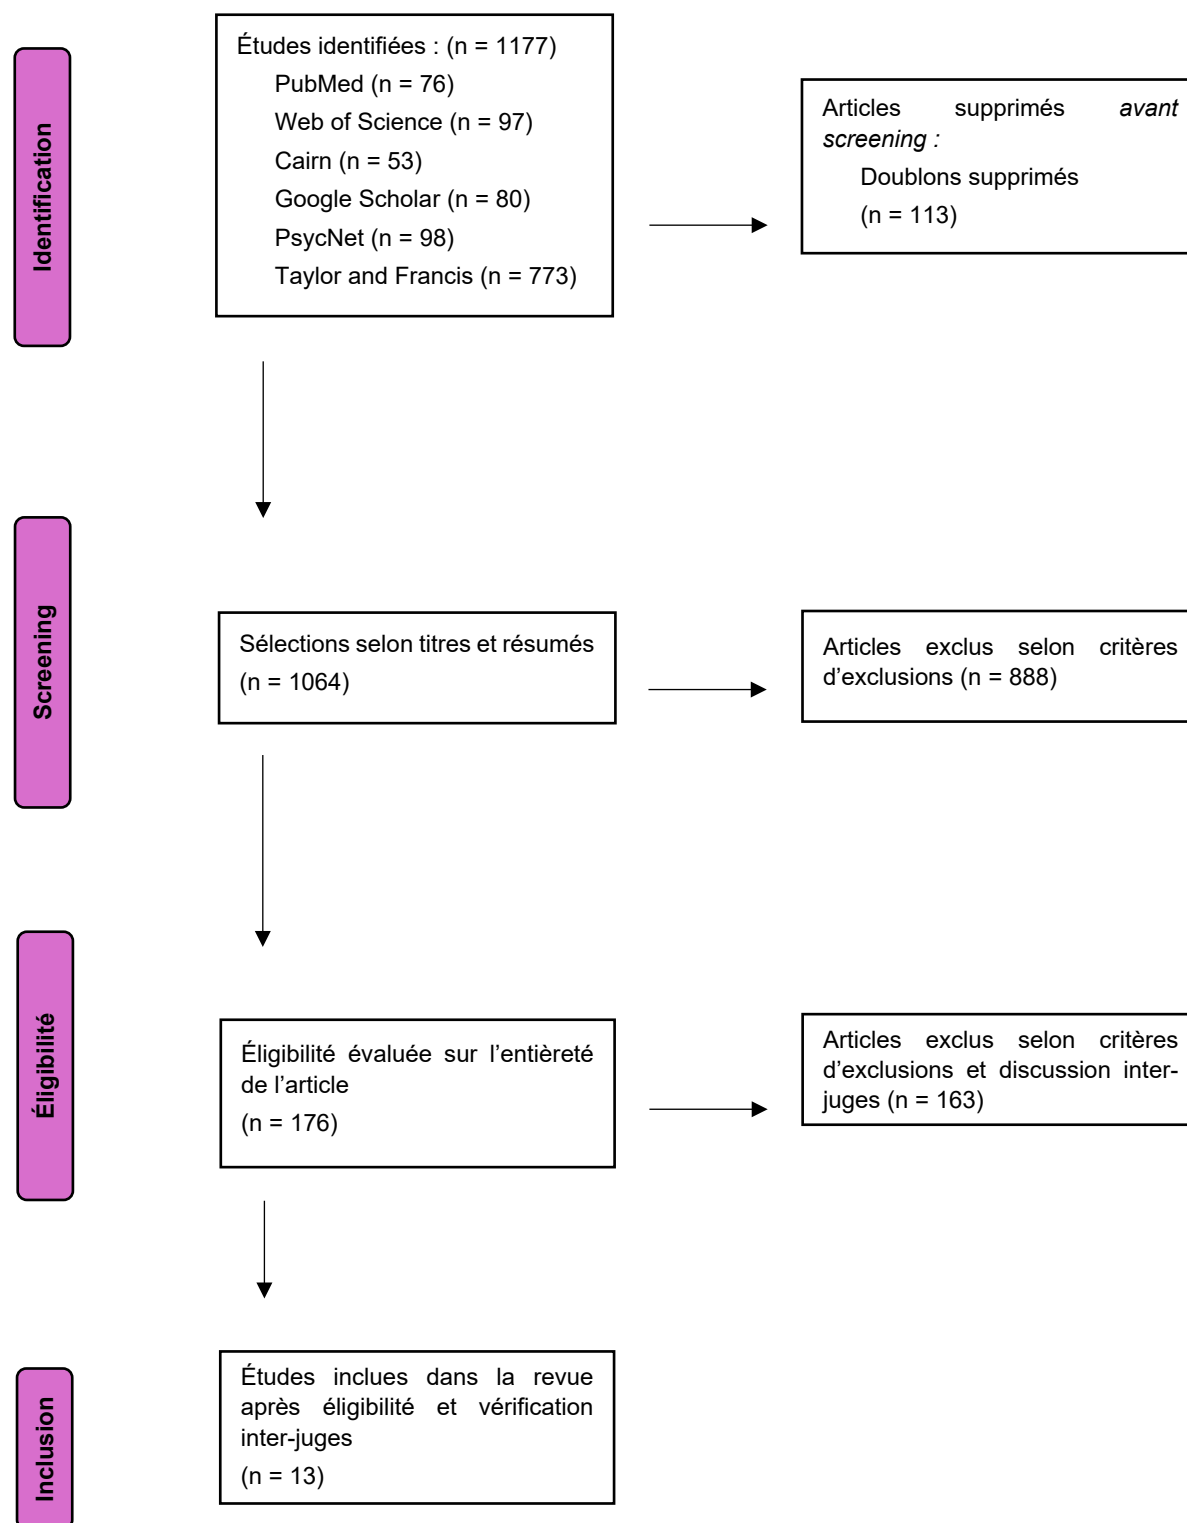 Identification
Études identifiées : (n = 1177)
PubMed (n = 76)
Web of Science (n = 97)
Cairn (n = 53)
Google Scholar (n = 80)
PsycNet (n = 98)
Taylor and Francis (n = 773)
Articles supprimés avant
screening :
Doublons supprimés
(n = 113)
Screening
Sélections selon titres et résumés
(n = 1064)
Articles exclus selon critères
d'exclusions (n = 888)
Éligibilité
Éligibilité évaluée sur l'entièreté
de l'article
(n = 176)
Articles exclus selon critères
d'exclusions et discussion inter-
juges (n = 163)
Inclusion
Études inclues dans la revue
après éligibilité et vérification
inter-juges
(n = 13)